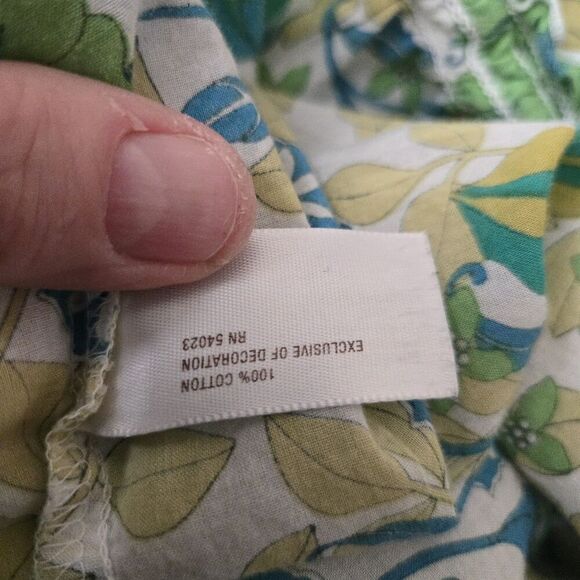 100% COTTON
EXCLUSIVE OF DECORATION
RN 54023